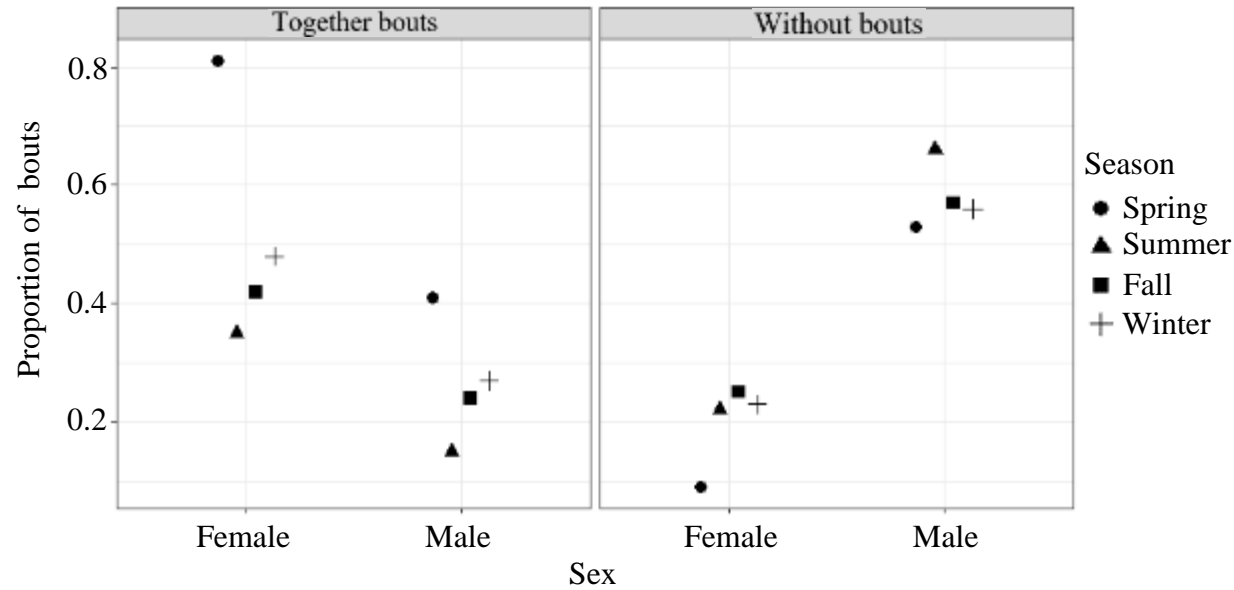 Together bouts
Without bouts
Proportion of bouts
0.8
0.6
0.4
0.2
Female
Male
Female
Male
Sex
Season
Spring
Summer
Fall
Winter